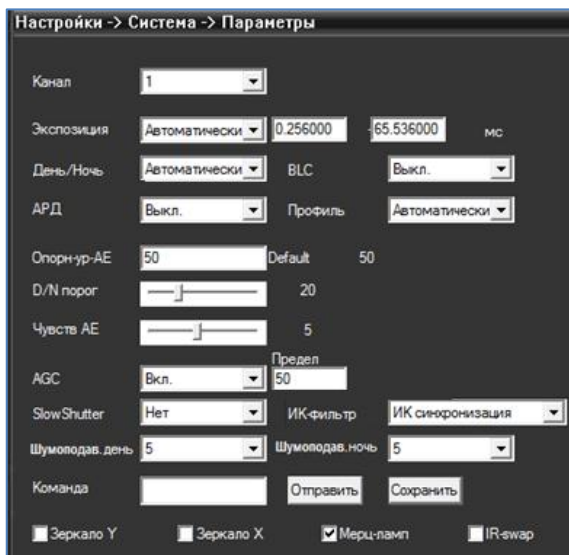 Настройки -> Система -> Параметры
Канал 1
Экспозиция Автоматически 0.256000 -65.536000 мс
День/Ночь Автоматически BLC Выкл.
АРД Выкл. Профиль Автоматически
Опорн-ур-АЕ 50 Default 50
D/N порог 20
Чувств АЕ 5
Предел
AGC Вкл. 50
SlowShutter Нет ИК-фильтр ИК синхронизация
Шумоподав.день 5 Шумоподав.ночь 5
Команда Отправить Сохранить
Зеркало Y Зеркало X Мерц-ламп IR-swap